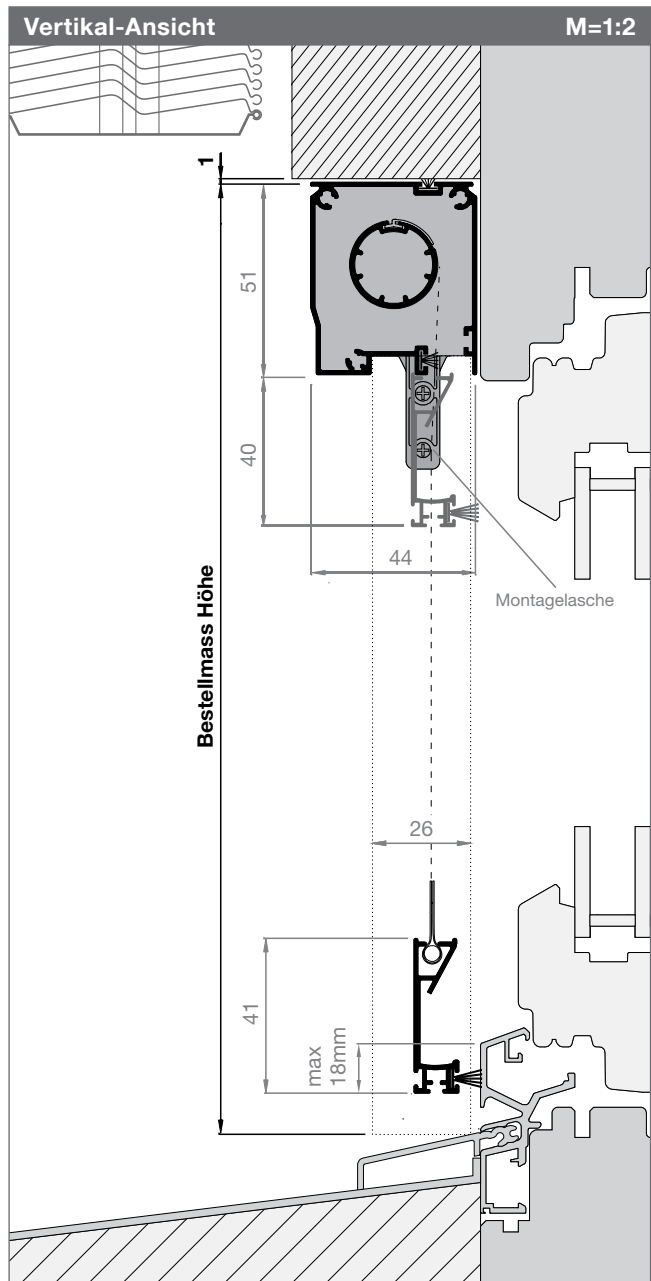 Vertikal-Ansicht M=1:2
1
51
40
44
Montagelasche
Bestellmass Höhe
26
41
max
18mm